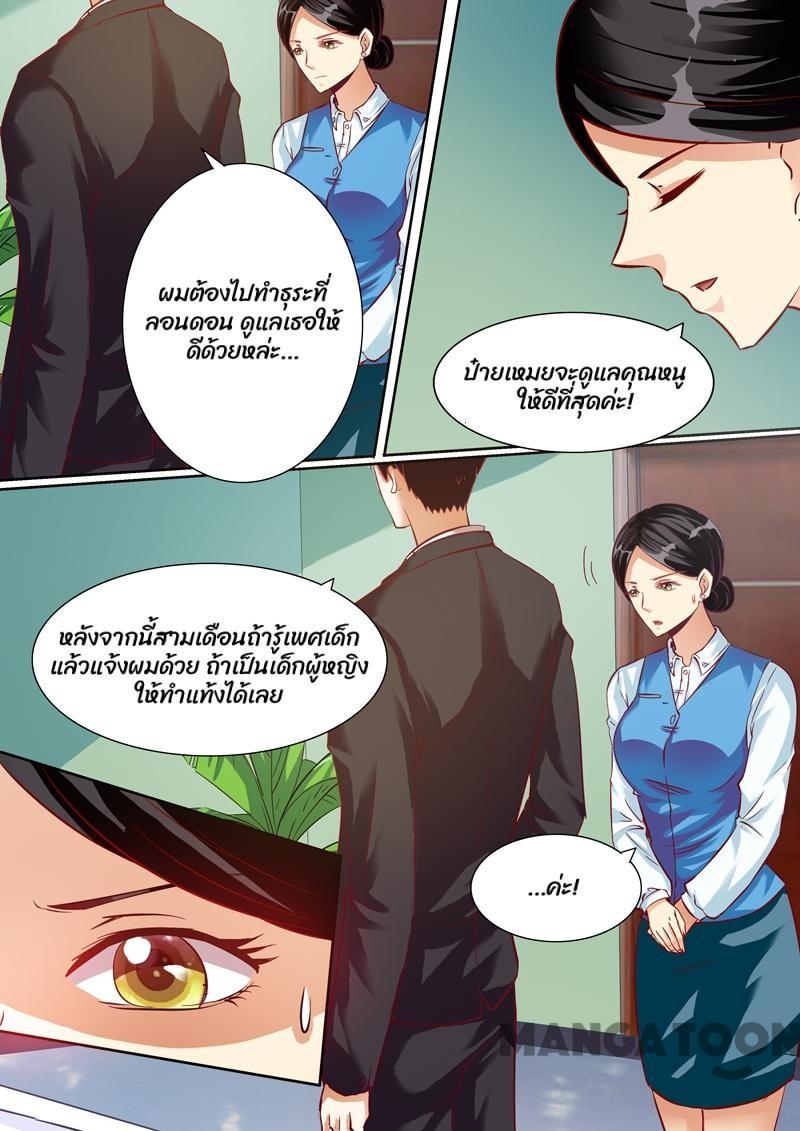 ผมต้องไปทำธุระที่
ลอนดอน ดูแลเธอให้
ดีด้วยหล่ะ...
ป๋ายเหมยจะดูแลคุณหนู
ให้ดีที่สุดค่ะ!
หลังจากนี้สามเดือนถ้ารู้เพศเด็ก
แล้วแจ้งผมด้วย ถ้าเป็นเด็กผู้หญิง
ให้ทำแท้งได้เลย
...ค่ะ!
MANGATOON